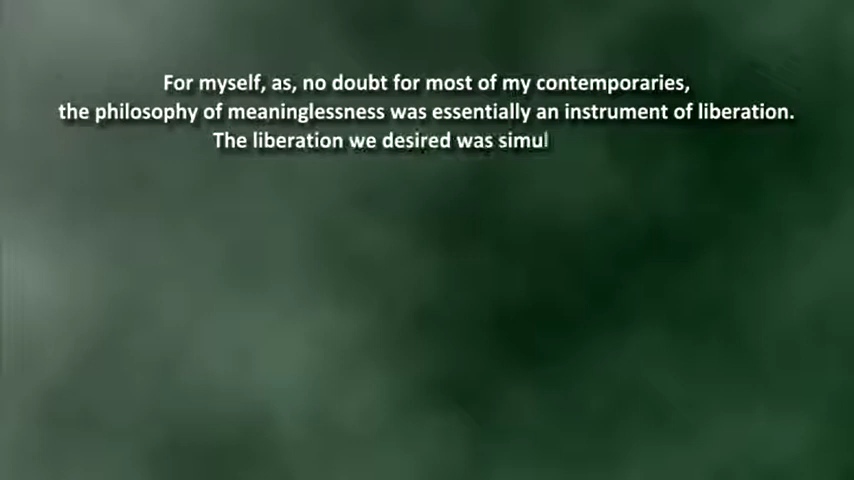 For myself, as, no doubt for most of my contemporaries,
the philosophy of meaninglessness was essentially an instrument of liberation.
The liberation we desired was simul